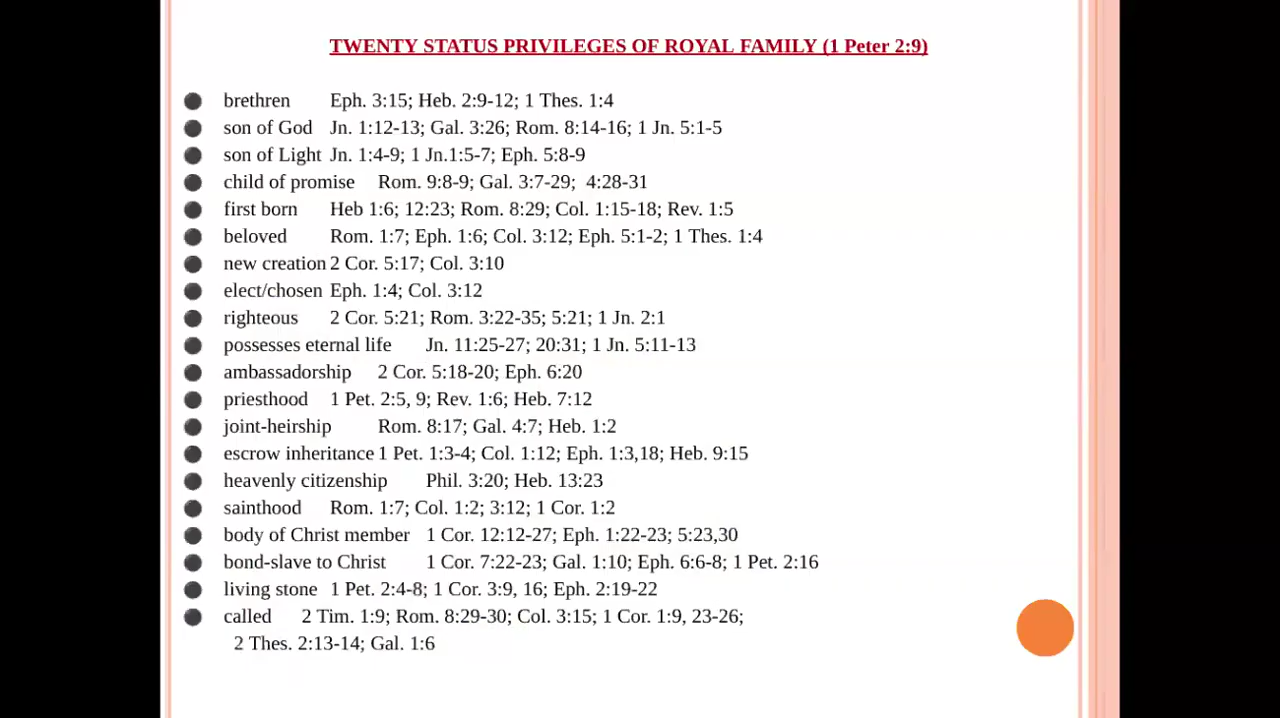 TWENTY STATUS PRIVILEGES OF ROYAL FAMILY (1 Peter 2:9)
brethren Eph. 3:15; Heb. 2:9-12; 1 Thes. 1:4
son of God Jn. 1:12-13; Gal. 3:26; Rom. 8:14-16; 1 Jn. 5:1-5
son of Light Jn. 1:4-9; 1 Jn.1:5-7; Eph. 5:8-9
child of promise Rom. 9:8-9; Gal. 3:7-29; 4:28-31
first born Heb 1:6; 12:23; Rom. 8:29; Col. 1:15-18; Rev. 1:5
beloved Rom. 1:7; Eph. 1:6; Col. 3:12; Eph. 5:1-2; 1 Thes. 1:4
new creation 2 Cor. 5:17; Col. 3:10
elect/chosen Eph. 1:4; Col. 3:12
righteous 2 Cor. 5:21; Rom. 3:22-35; 5:21; 1 Jn. 2:1
possesses eternal life Jn. 11:25-27; 20:31; 1 Jn. 5:11-13
ambassadorship 2 Cor. 5:18-20; Eph. 6:20
priesthood 1 Pet. 2:5, 9; Rev. 1:6; Heb. 7:12
joint-heirship Rom. 8:17; Gal. 4:7; Heb. 1:2
escrow inheritance 1 Pet. 1:3-4; Col. 1:12; Eph. 1:3,18; Heb. 9:15
heavenly citizenship Phil. 3:20; Heb. 13:23
sainthood Rom. 1:7; Col. 1:2; 3:12; 1 Cor. 1:2
body of Christ member 1 Cor. 12:12-27; Eph. 1:22-23; 5:23,30
bond-slave to Christ 1 Cor. 7:22-23; Gal. 1:10; Eph. 6:6-8; 1 Pet. 2:16
living stone 1 Pet. 2:4-8; 1 Cor. 3:9, 16; Eph. 2:19-22
called 2 Tim. 1:9; Rom. 8:29-30; Col. 3:15; 1 Cor. 1:9, 23-26;
2 Thes. 2:13-14; Gal. 1:6